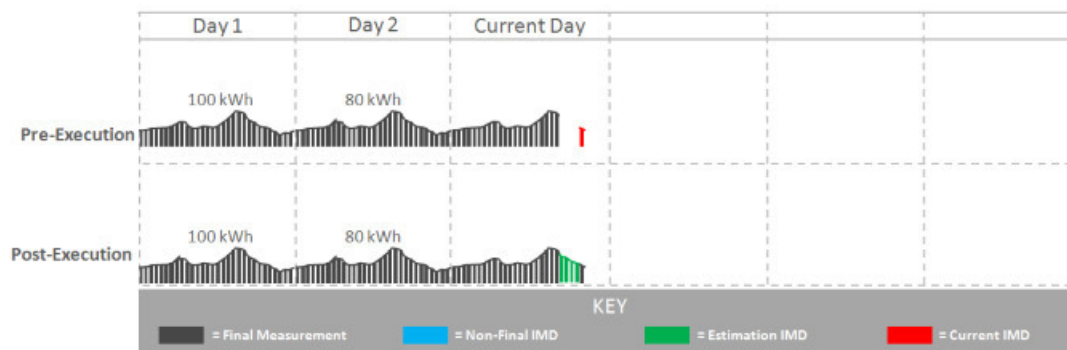 Day 1 Day 2 Current Day
100 kWh 80 kWh
Pre-Execution
100 kWh 80 kWh
Post-Execution
KEY
= Final Measurement = Non-Final IMD = Estimation IMD = Current IMD